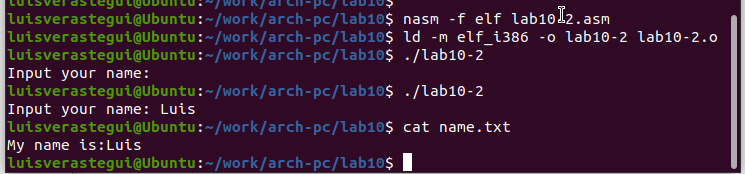 luisverastegui@Ubuntu:~/work/arch-pc/lab10$
luisverastegui@Ubuntu:~/work/arch-pc/lab10$ nasm -f elf lab10-2.asm
luisverastegui@Ubuntu:~/work/arch-pc/lab10$ ld -m elf_i386 -o lab10-2 lab10-2.o
luisverastegui@Ubuntu:~/work/arch-pc/lab10$ ./lab10-2
Input your name:
luisverastegui@Ubuntu:~/work/arch-pc/lab10$ ./lab10-2
Input your name: Luis
luisverastegui@Ubuntu:~/work/arch-pc/lab10$ cat name.txt
My name is:Luis
luisverastegui@Ubuntu:~/work/arch-pc/lab10$